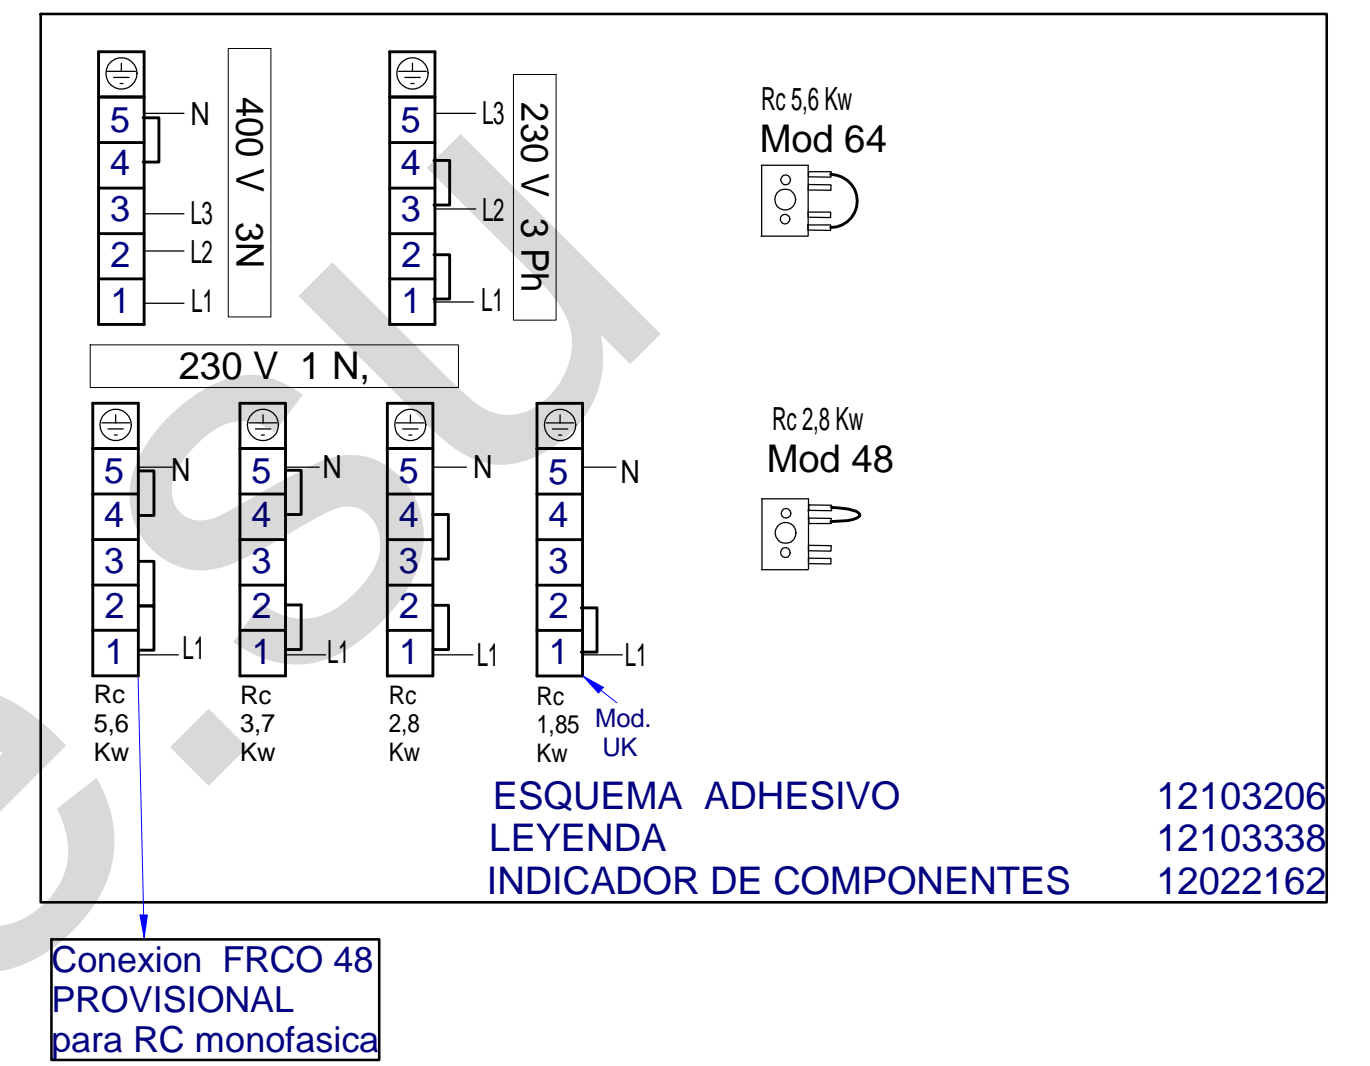 5
4
3
2
1
N
L3
L2
L1
400 V 3N
5
4
3
2
1
L3
L2
L1
230 V 3 Ph
Rc 5,6 Kw
Mod 64
230 V 1 N,
5
4
3
2
1
N
L1
Rc
5,6
Kw
5
4
3
2
1
N
L1
Rc
3,7
Kw
5
4
3
2
1
N
L1
Rc
2,8
Kw
5
4
3
2
1
N
L1
Rc
1,85
Kw
Mod.
UK
Rc 2,8 Kw
Mod 48
ESQUEMA ADHESIVO 12103206
LEYENDA 12103338
INDICADOR DE COMPONENTES 12022162
Conexion FRCO 48
PROVISIONAL
para RC monofasica
e.su